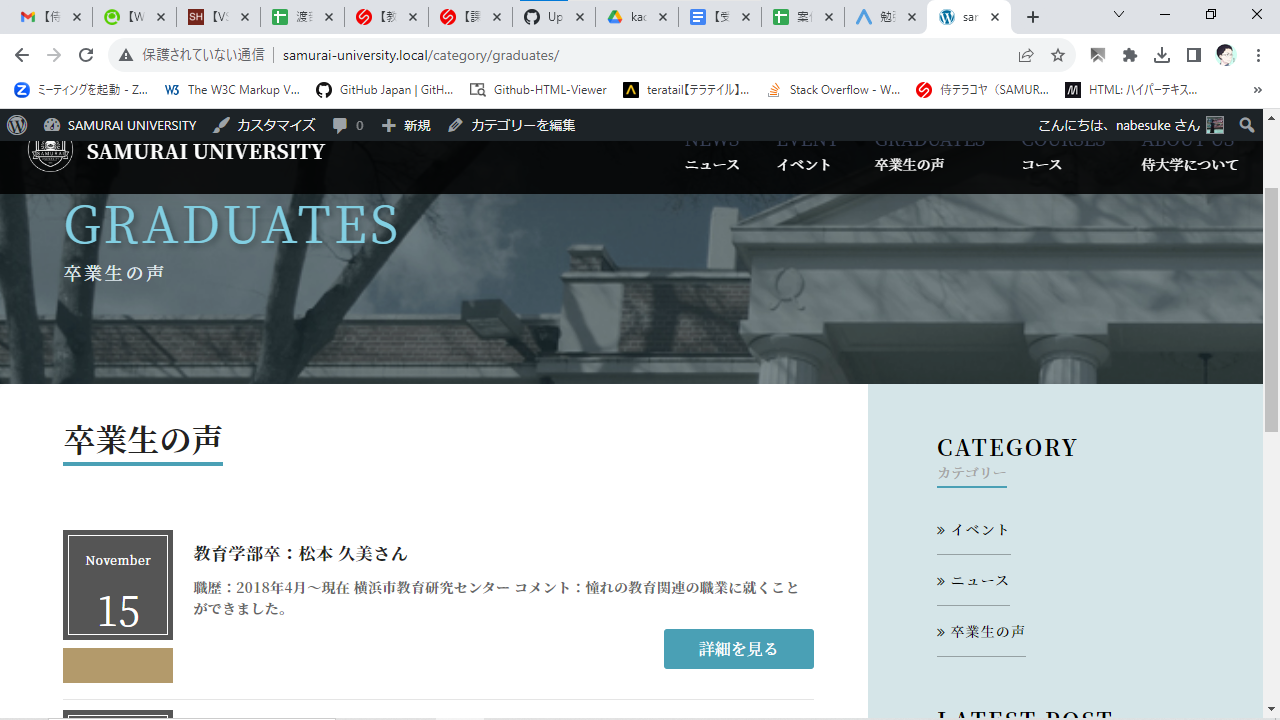 【侍
【W
【VS
渡
【教
【課
Up
kac
【受
案
勉
sar
保護されていない通信
samurai-university.local/category/graduates/
ミーティングを起動 - Z...
The W3C Markup V...
GitHub Japan | GitH...
Github-HTML-Viewer
teratail【テラテイル】...
Stack Overflow - W...
侍テラコヤ（SAMUR...
HTML: ハイパーテキス...
SAMURAI UNIVERSITY
カスタマイズ
0
新規
カテゴリーを編集
こんにちは、nabesuke さん
SAMURAI UNIVERSITY
NEWS
ニュース
EVENT
イベント
GRADUATES
卒業生の声
COURSES
コース
ABOUT US
侍大学について
GRADUATES
卒業生の声
卒業生の声
November
15
教育学部卒：松本 久美さん
職歴：2018年4月〜現在 横浜市教育研究センター コメント：憧れの教育関連の職業に就くこと
ができました。
詳細を見る
CATEGORY
カテゴリー
» イベント
» ニュース
» 卒業生の声
LATEST POST